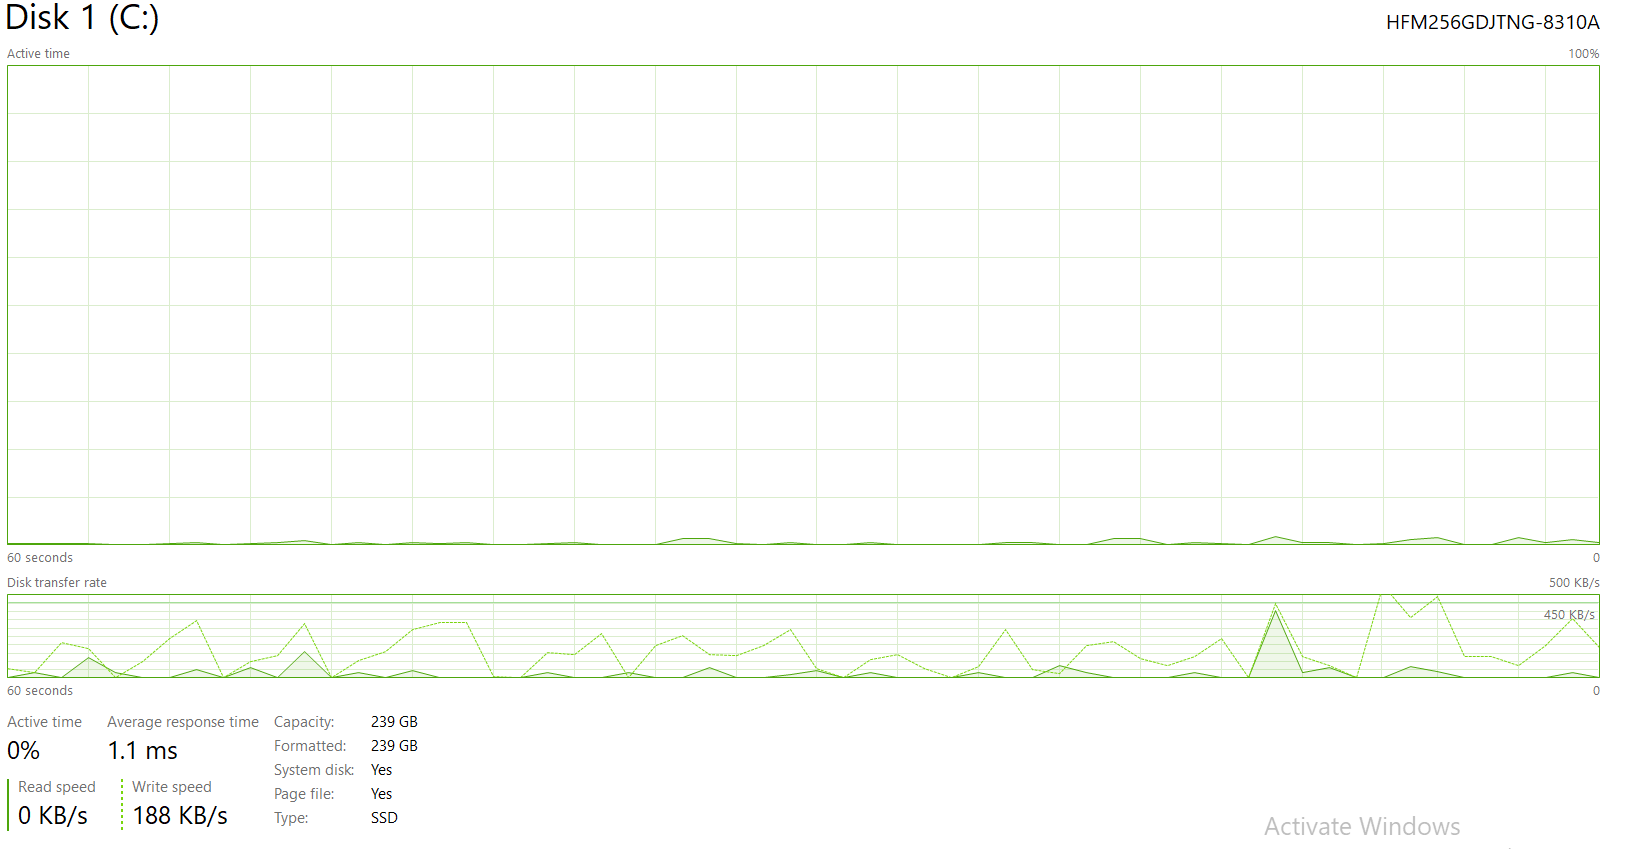 Disk 1 (C:)
HFM256GDJTNG-8310A
Active time
100%
60 seconds
0
Disk transfer rate
500 KB/s
450 KB/s
60 seconds
0
Active time
0%
Average response time
1.1 ms
Read speed
0 KB/s
Write speed
188 KB/s
Capacity: 239 GB
Formatted: 239 GB
System disk: Yes
Page file: Yes
Type: SSD
Activate Windows